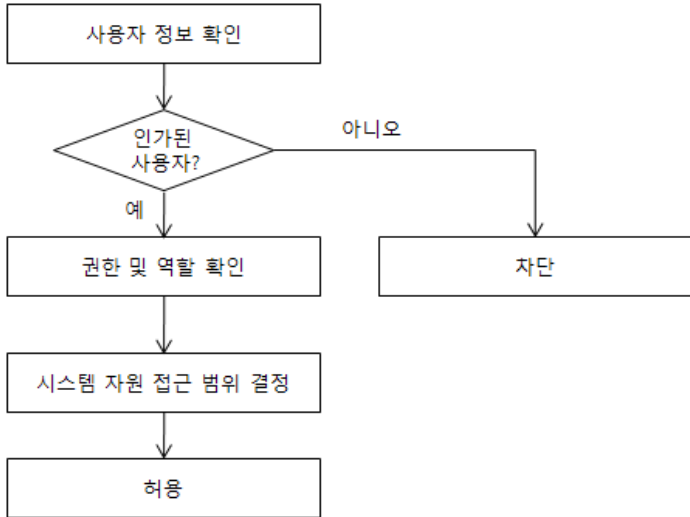 사용자 정보 확인
인가된
사용자?
아니오
예
권한 및 역할 확인
차단
시스템 자원 접근 범위 결정
허용